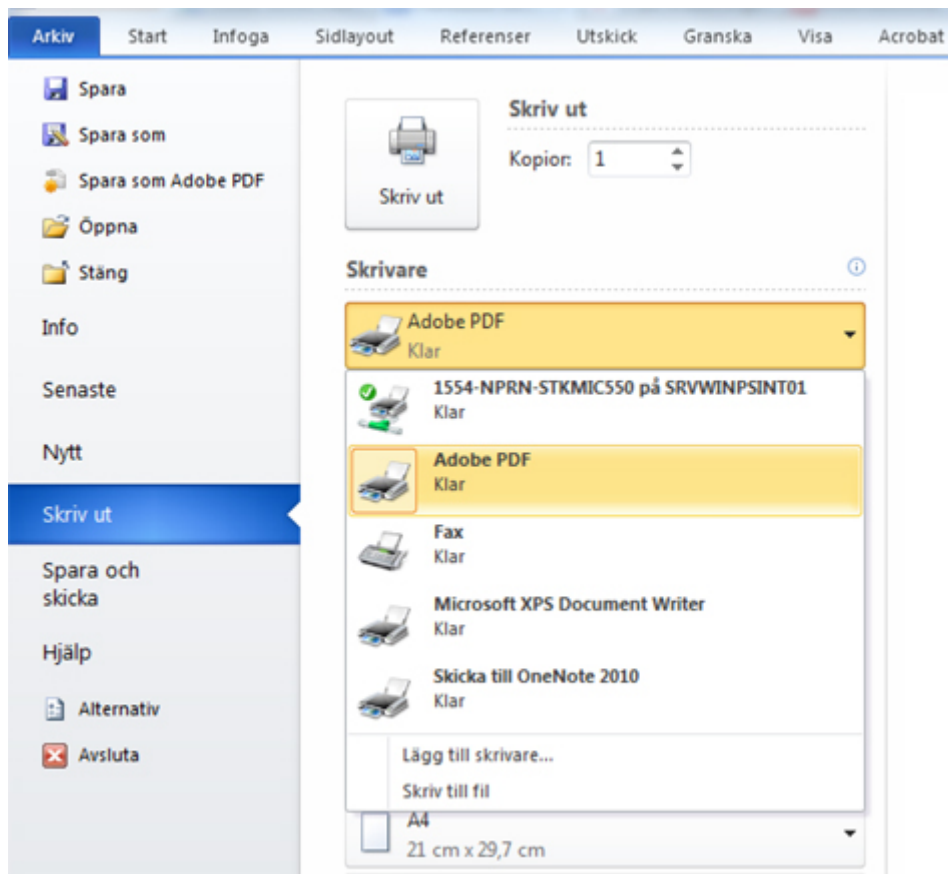 Arkiv Start Infoga Sidlayout Referenser Utskick Granska Visa Acrobat
Spara
Spara som
Spara som Adobe PDF
Öppna
Stäng
Info
Senaste
Nytt
Skriv ut
Spara och
skicka
Hjälp
Alternativ
Avsluta
Skriv ut
Skriv ut
Kopior: 1
Skrivare
Adobe PDF
Klar
1554-NPRN-STKMIC550 på SRVWINPSINT01
Klar
Adobe PDF
Klar
Fax
Klar
Microsoft XPS Document Writer
Klar
Skicka till OneNote 2010
Klar
Lägg till skrivare...
Skriv till fil
A4
21 cm x 29,7 cm